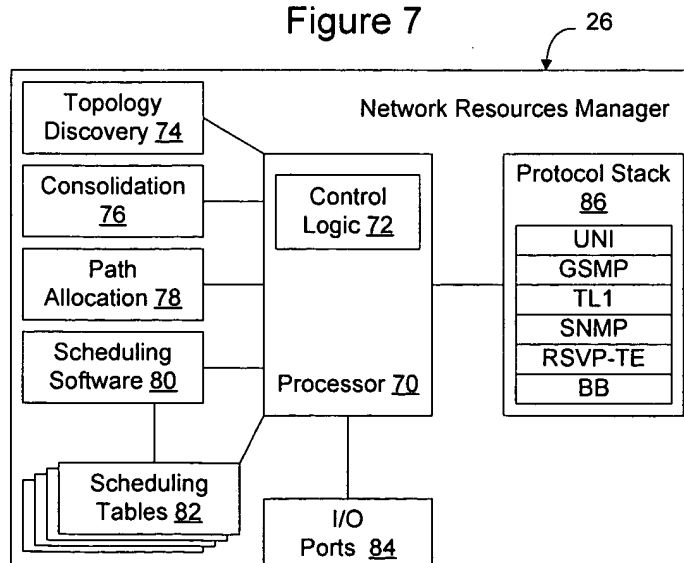 Figure 7
26
Network Resources Manager
Topology
Discovery 74
Consolidation
76
Path
Allocation 78
Scheduling
Software 80
Scheduling
Tables 82
Control
Logic 72
Processor 70
I/O
Ports 84
Protocol Stack
86
UNI
GSMP
TL1
SNMP
RSVP-TE
BB